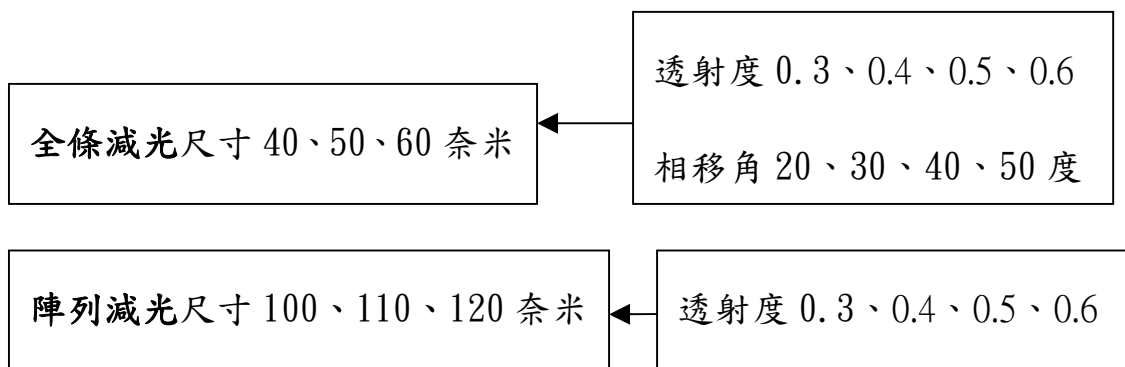 透射度 0.3、0.4、0.5、0.6
全條減光尺寸 40、50、60 奈米
相移角 20、30、40、50 度
陣列減光尺寸 100、110、120 奈米
透射度 0.3、0.4、0.5、0.6